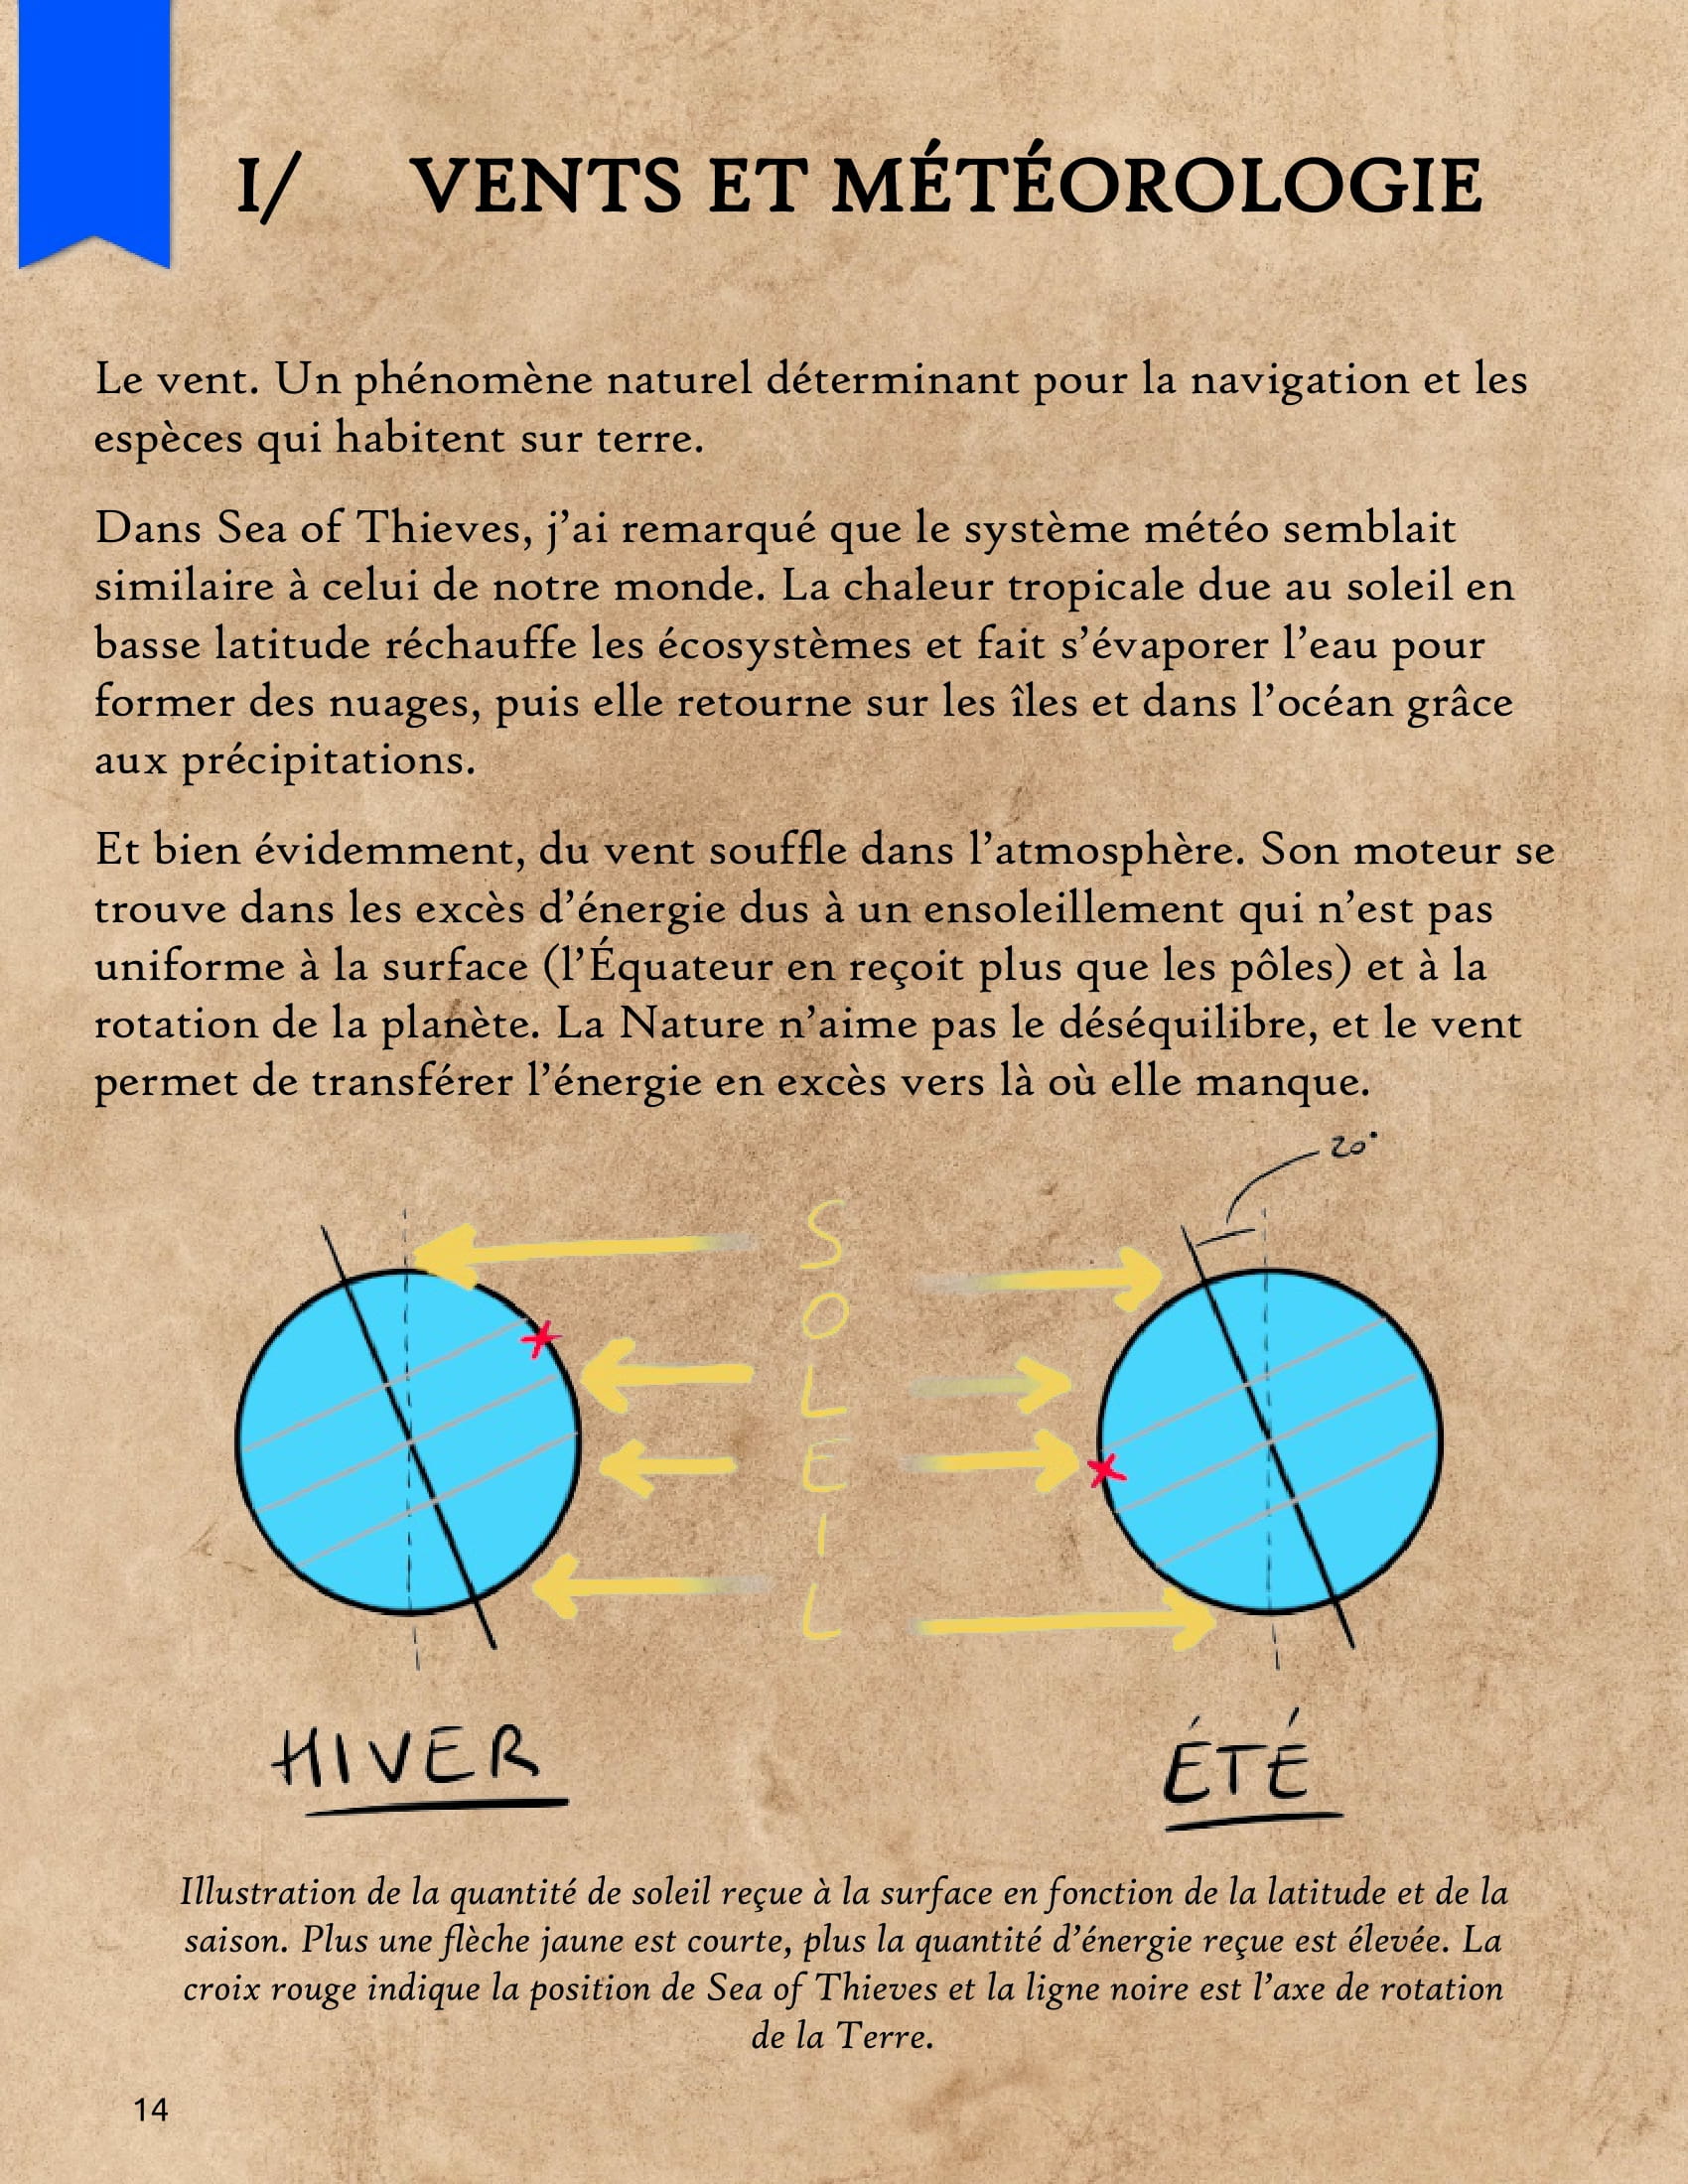 I/ VENTS ET MÉTÉOROLOGIE
Le vent. Un phénomène naturel déterminant pour la navigation et les
espèces qui habitent sur terre.
Dans Sea of Thieves, j’ai remarqué que le système météo semblait
similaire à celui de notre monde. La chaleur tropicale due au soleil en
basse latitude réchauffe les écosystèmes et fait s’évaporer l’eau pour
former des nuages, puis elle retourne sur les îles et dans l’océan grâce
aux précipitations.
Et bien évidemment, du vent souffle dans l’atmosphère. Son moteur se
trouve dans les excès d’énergie dus à un ensoleillement qui n’est pas
uniforme à la surface (l’Équateur en reçoit plus que les pôles) et à la
rotation de la planète. La Nature n’aime pas le déséquilibre, et le vent
permet de transférer l’énergie en excès vers là où elle manque.
20°
SOLEIL
HIVER
ÉTÉ
Illustration de la quantité de soleil reçue à la surface en fonction de la latitude et de la
saison. Plus une flèche jaune est courte, plus la quantité d’énergie reçue est élevée. La
croix rouge indique la position de Sea of Thieves et la ligne noire est l’axe de rotation
de la Terre.
14